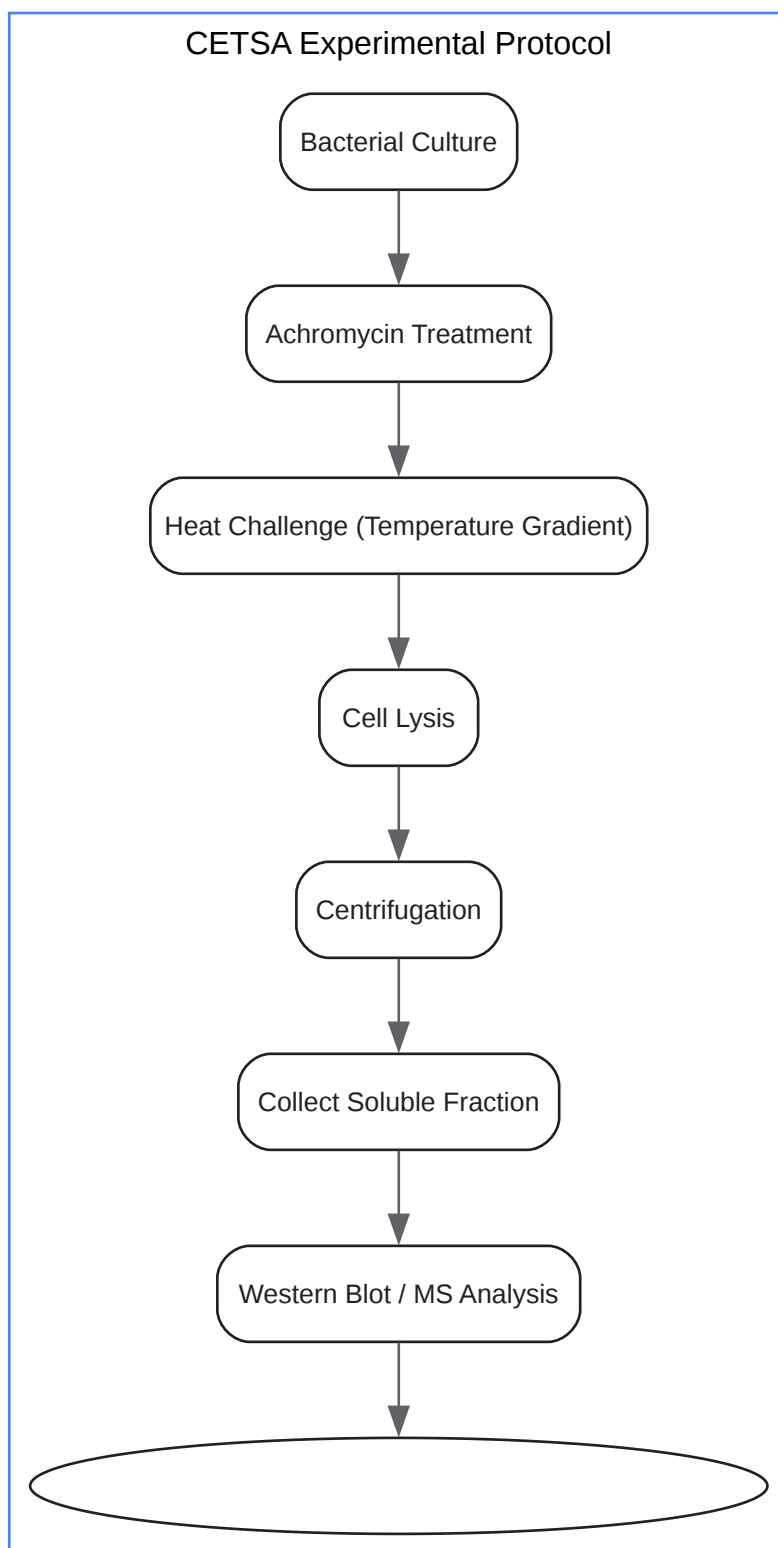 CETSA Experimental Protocol
Bacterial Culture
Achromycin Treatment
Heat Challenge (Temperature Gradient)
Cell Lysis
Centrifugation
Collect Soluble Fraction
Western Blot / MS Analysis